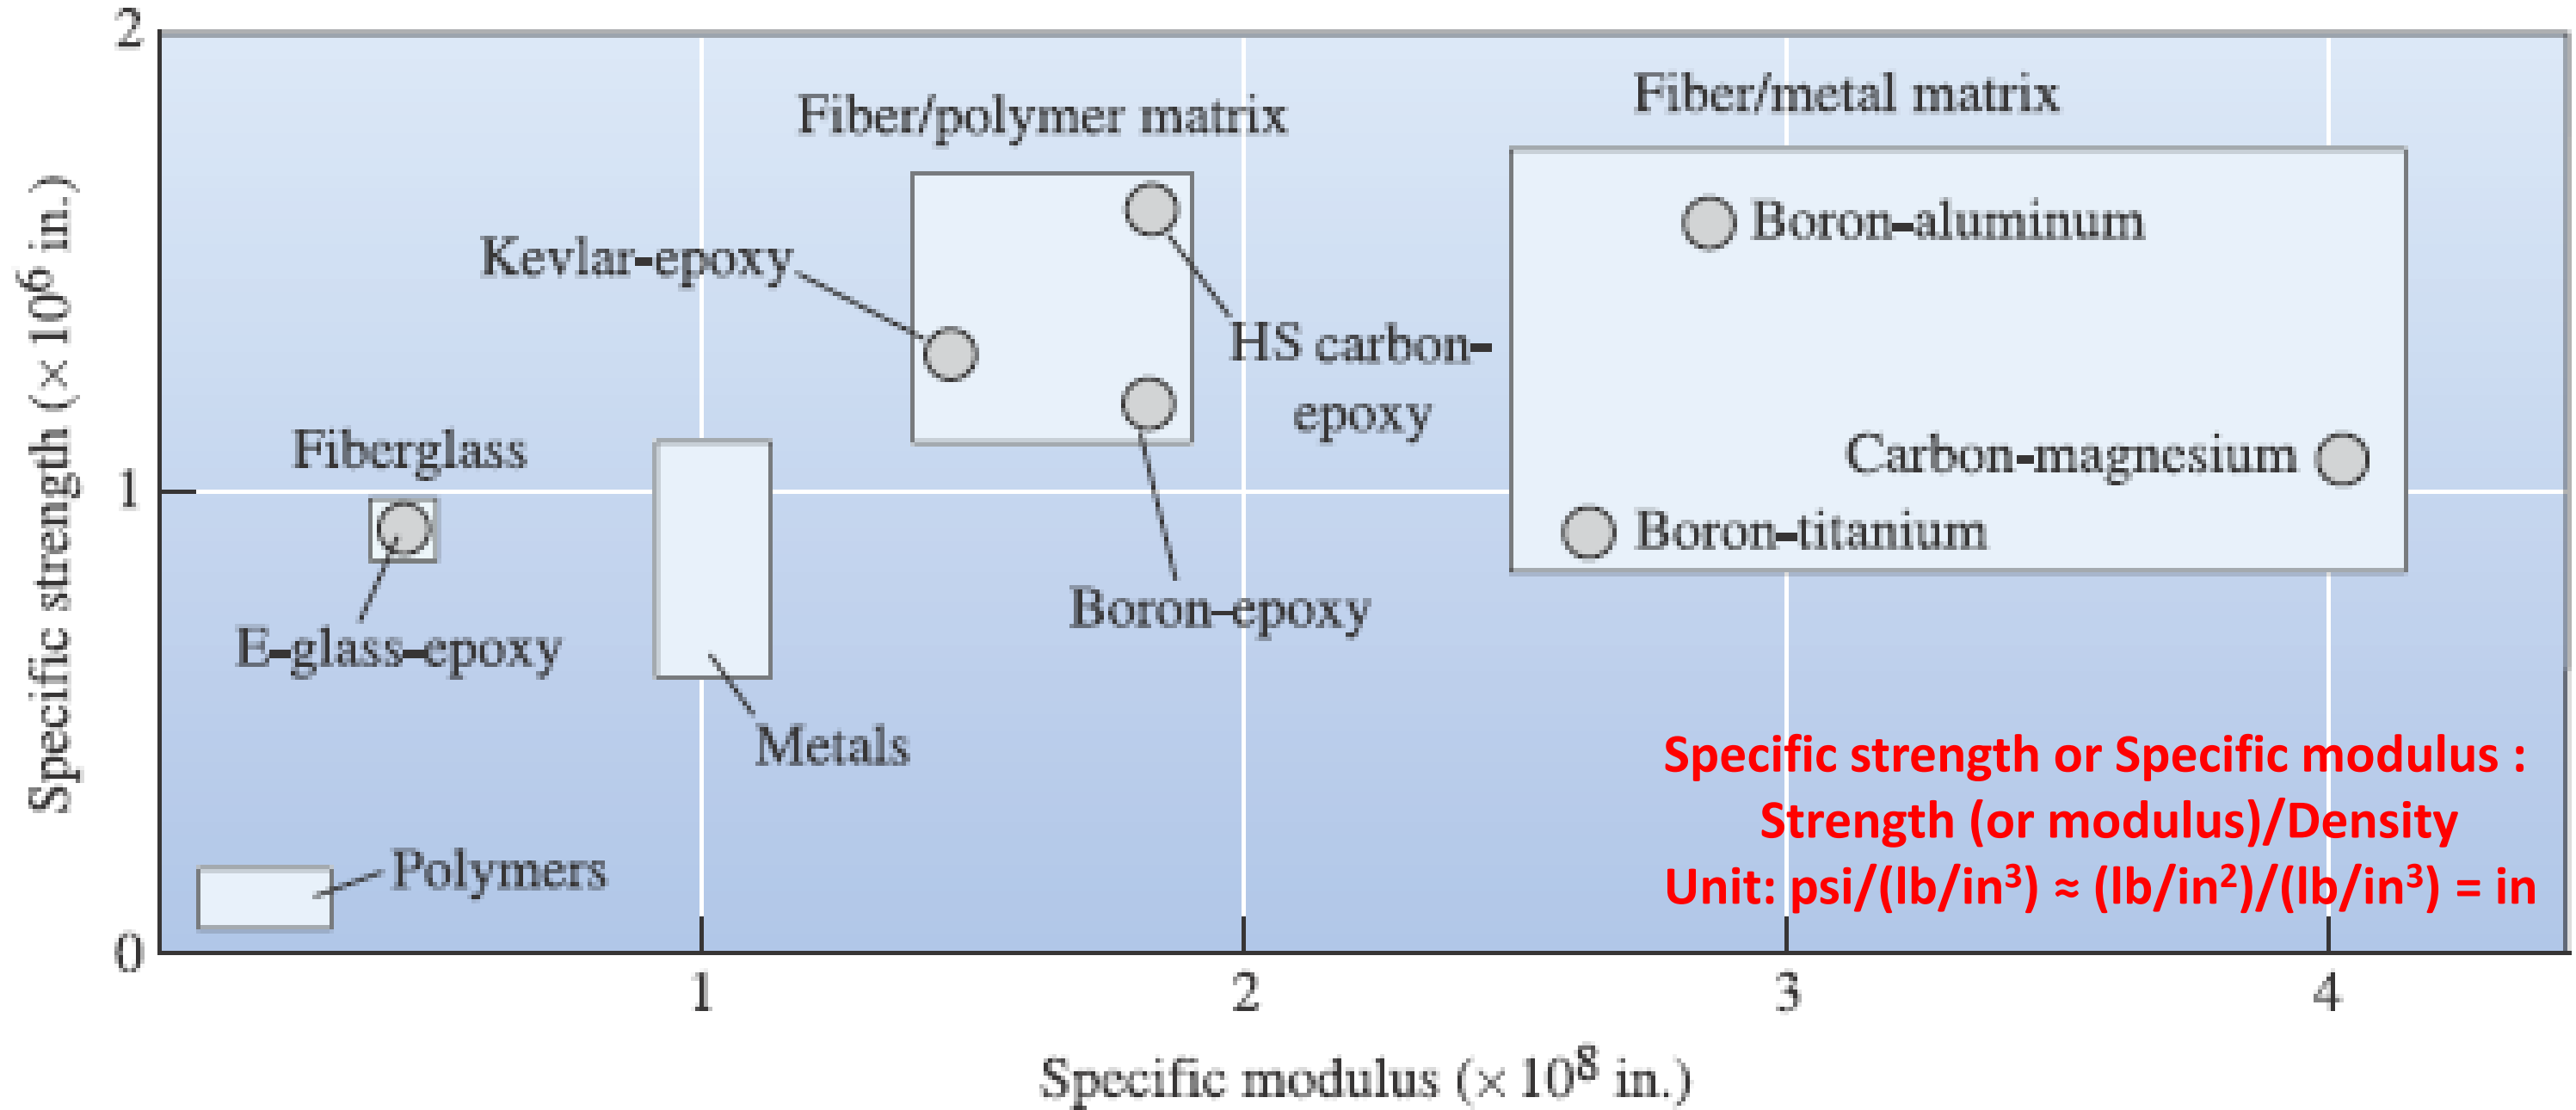 2
Fiber/polymer matrix
Fiber/metal matrix
Kevlar-epoxy
Boron-aluminum
HS carbon-
epoxy
Fiberglass
Carbon-magnesium
1
Boron-titanium
E-glass-epoxy
Boron-epoxy
Metals
Polymers
0
Specific strength (× 10⁶ in.)
Specific strength or Specific modulus :
Strength (or modulus)/Density
Unit: psi/(lb/in³) ≈ (lb/in²)/(lb/in³) = in
1 2 3 4
Specific modulus (× 10⁸ in.)